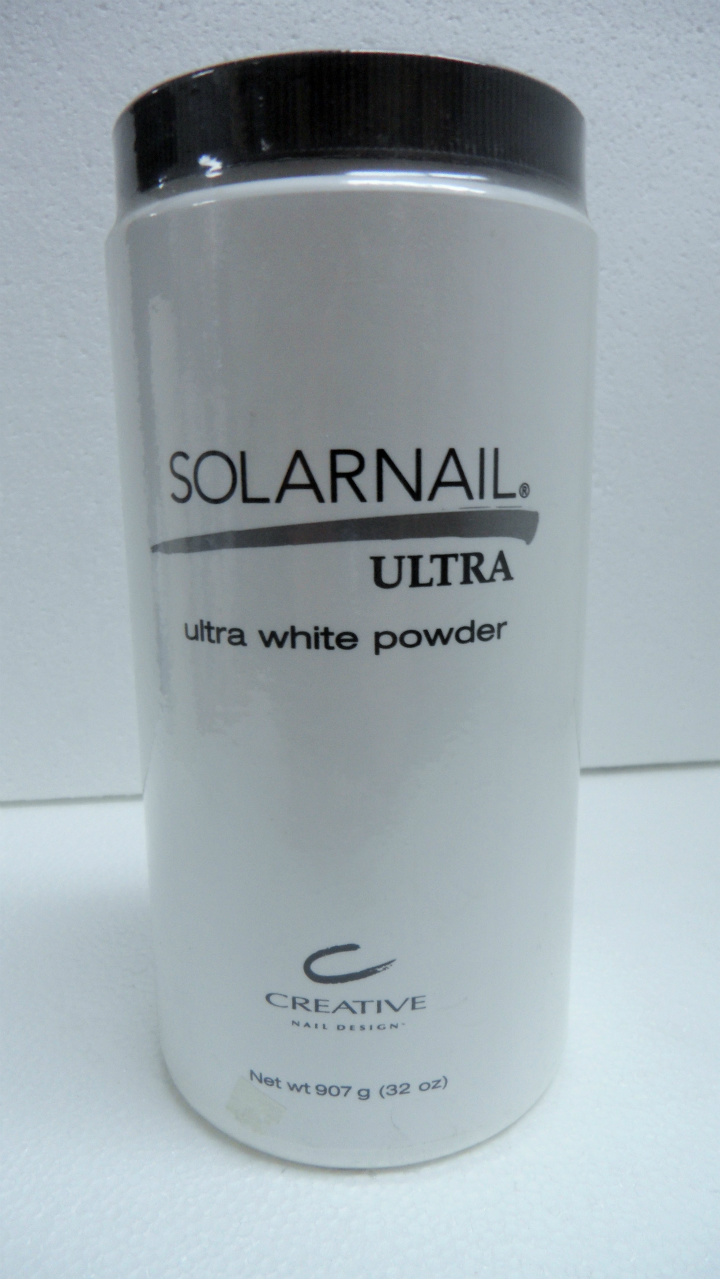 SOLARNAIL®
ULTRA
ultra white powder
CREATIVE
NAIL DESIGN
Net wt 907 g (32 oz)